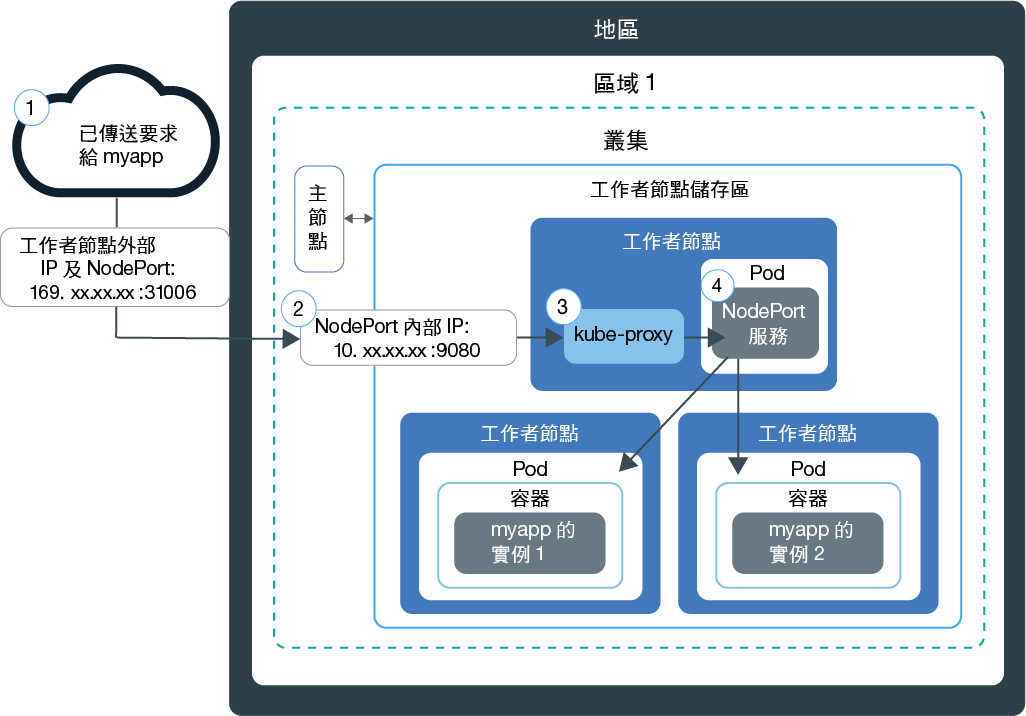 地區
區域 1
叢集
1
已傳送要求
給 myapp
工作者節點外部
IP 及 NodePort:
169. xx.xx.xx :31006
主
節
點
工作者節點儲存區
2
NodePort 內部 IP:
10. xx.xx.xx :9080
工作者節點
3
kube-proxy
Pod
4
NodePort
服務
工作者節點
Pod
容器
myapp 的
實例 1
工作者節點
Pod
容器
myapp 的
實例 2